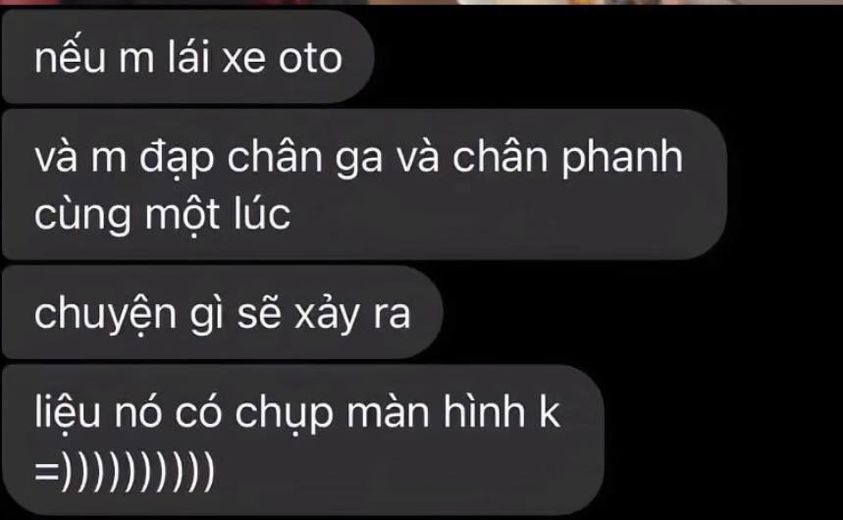 nếu m lái xe oto
và m đạp chân ga và chân phanh
cùng một lúc
chuyện gì sẽ xảy ra
liệu nó có chụp màn hình k
=))))))))))